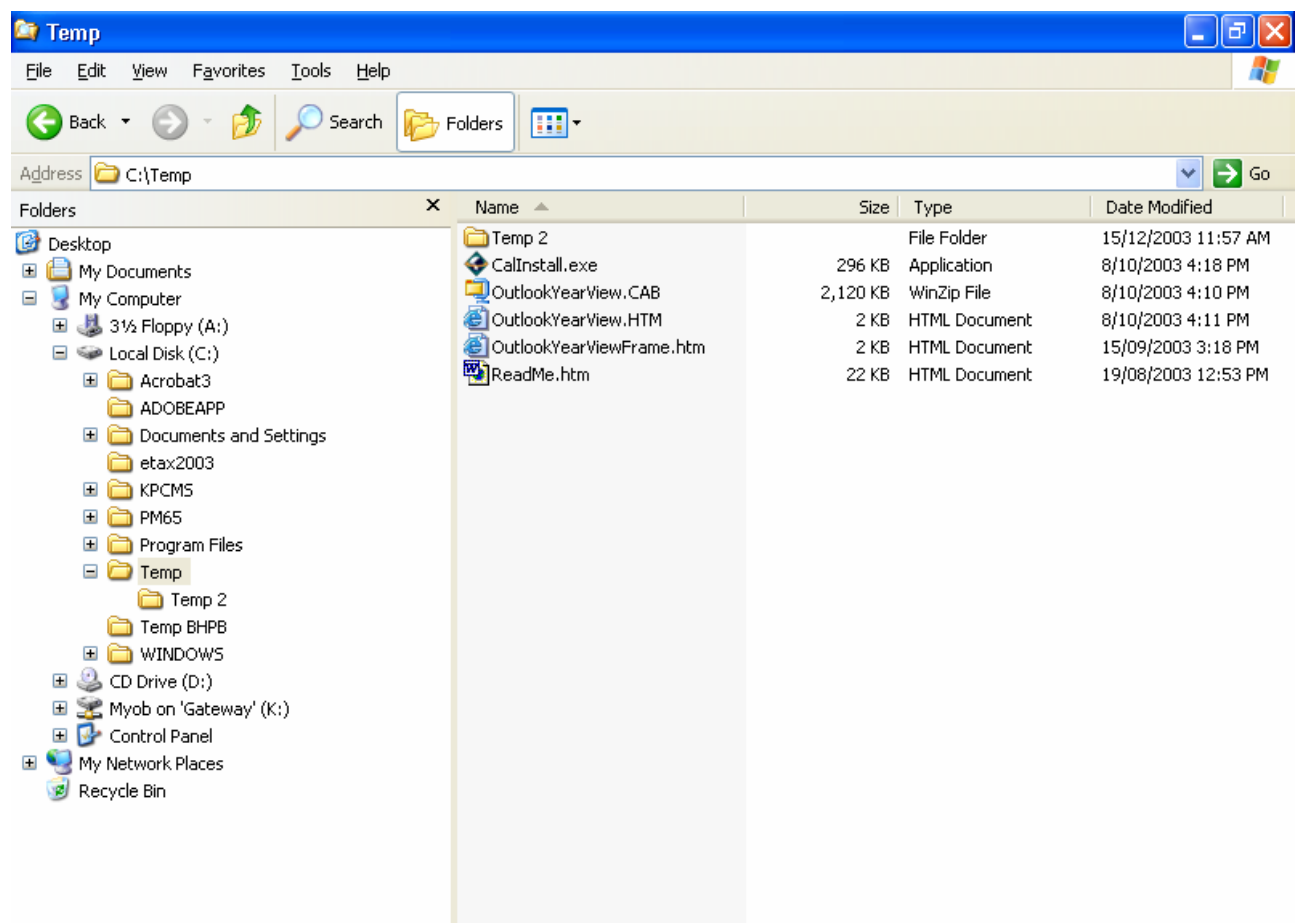 Temp
File Edit View Favorites Tools Help
Back Search Folders
Address C:\Temp Go
Folders
Desktop
My Documents
My Computer
3½ Floppy (A:)
Local Disk (C:)
Acrobat3
ADOBEAPP
Documents and Settings
etax2003
KPCMS
PM65
Program Files
Temp
Temp 2
Temp BHPB
WINDOWS
CD Drive (D:)
Myob on 'Gateway' (K:)
Control Panel
My Network Places
Recycle Bin
Name Size Type Date Modified
Temp 2 File Folder 15/12/2003 11:57 AM
CalInstall.exe 296 KB Application 8/10/2003 4:18 PM
OutlookYearView.CAB 2,120 KB WinZip File 8/10/2003 4:10 PM
OutlookYearView.HTM 2 KB HTML Document 8/10/2003 4:11 PM
OutlookYearViewFrame.htm 2 KB HTML Document 15/09/2003 3:18 PM
ReadMe.htm 22 KB HTML Document 19/08/2003 12:53 PM